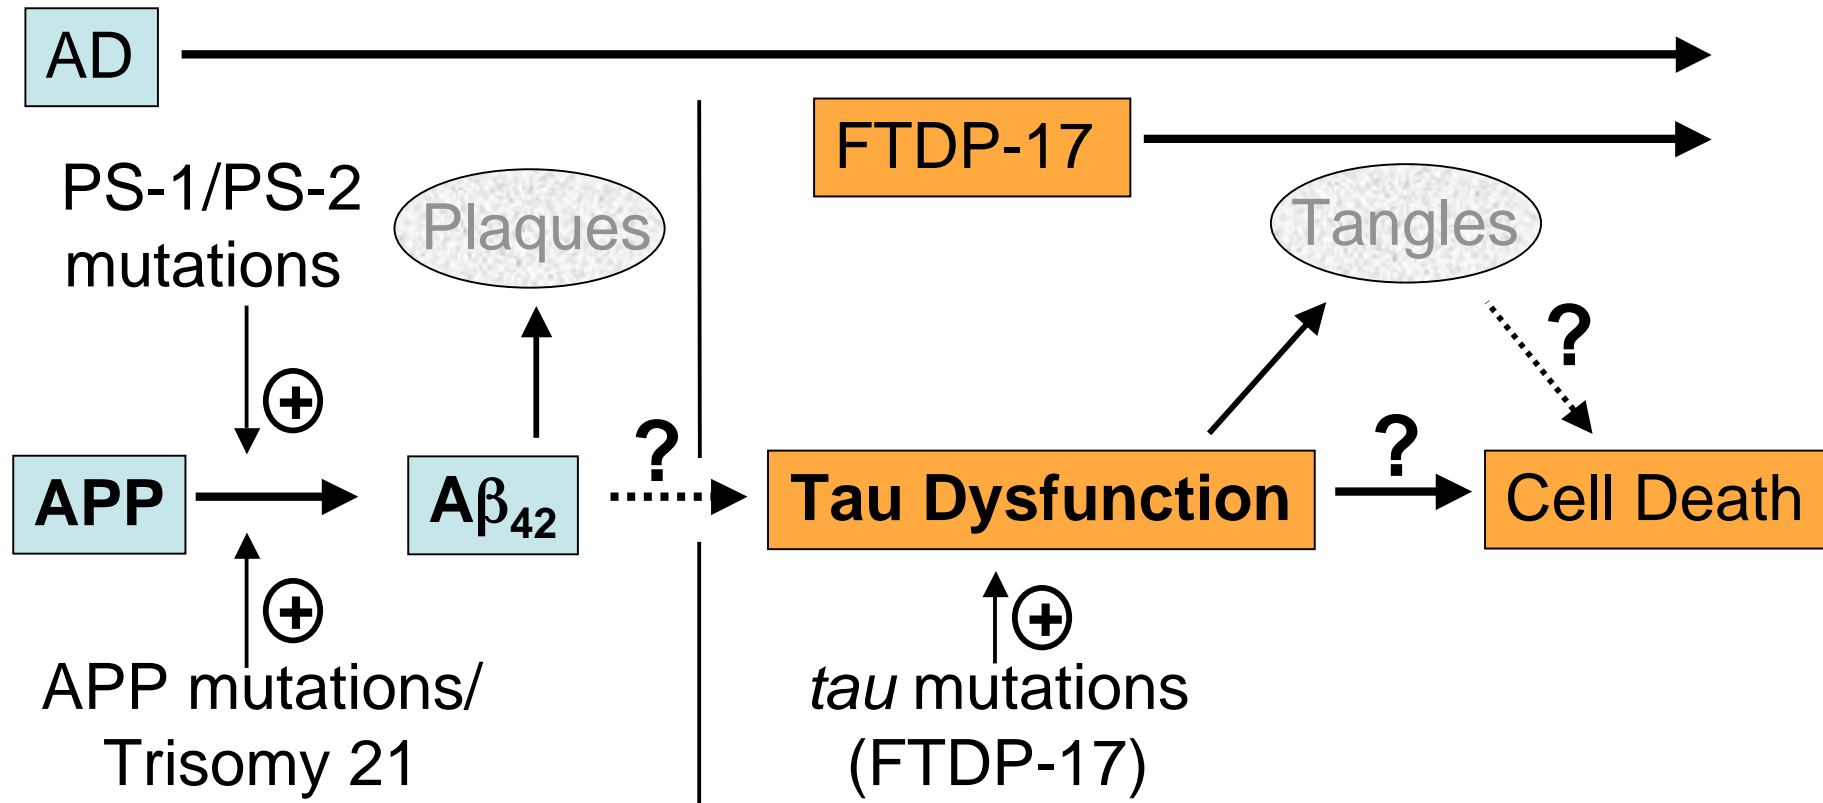 AD
FTDP-17
PS-1/PS-2
mutations
Plaques
Tangles
?
+
?
?
APP
Aβ42
Tau Dysfunction
Cell Death
+
+
APP mutations/
Trisomy 21
tau mutations
(FTDP-17)